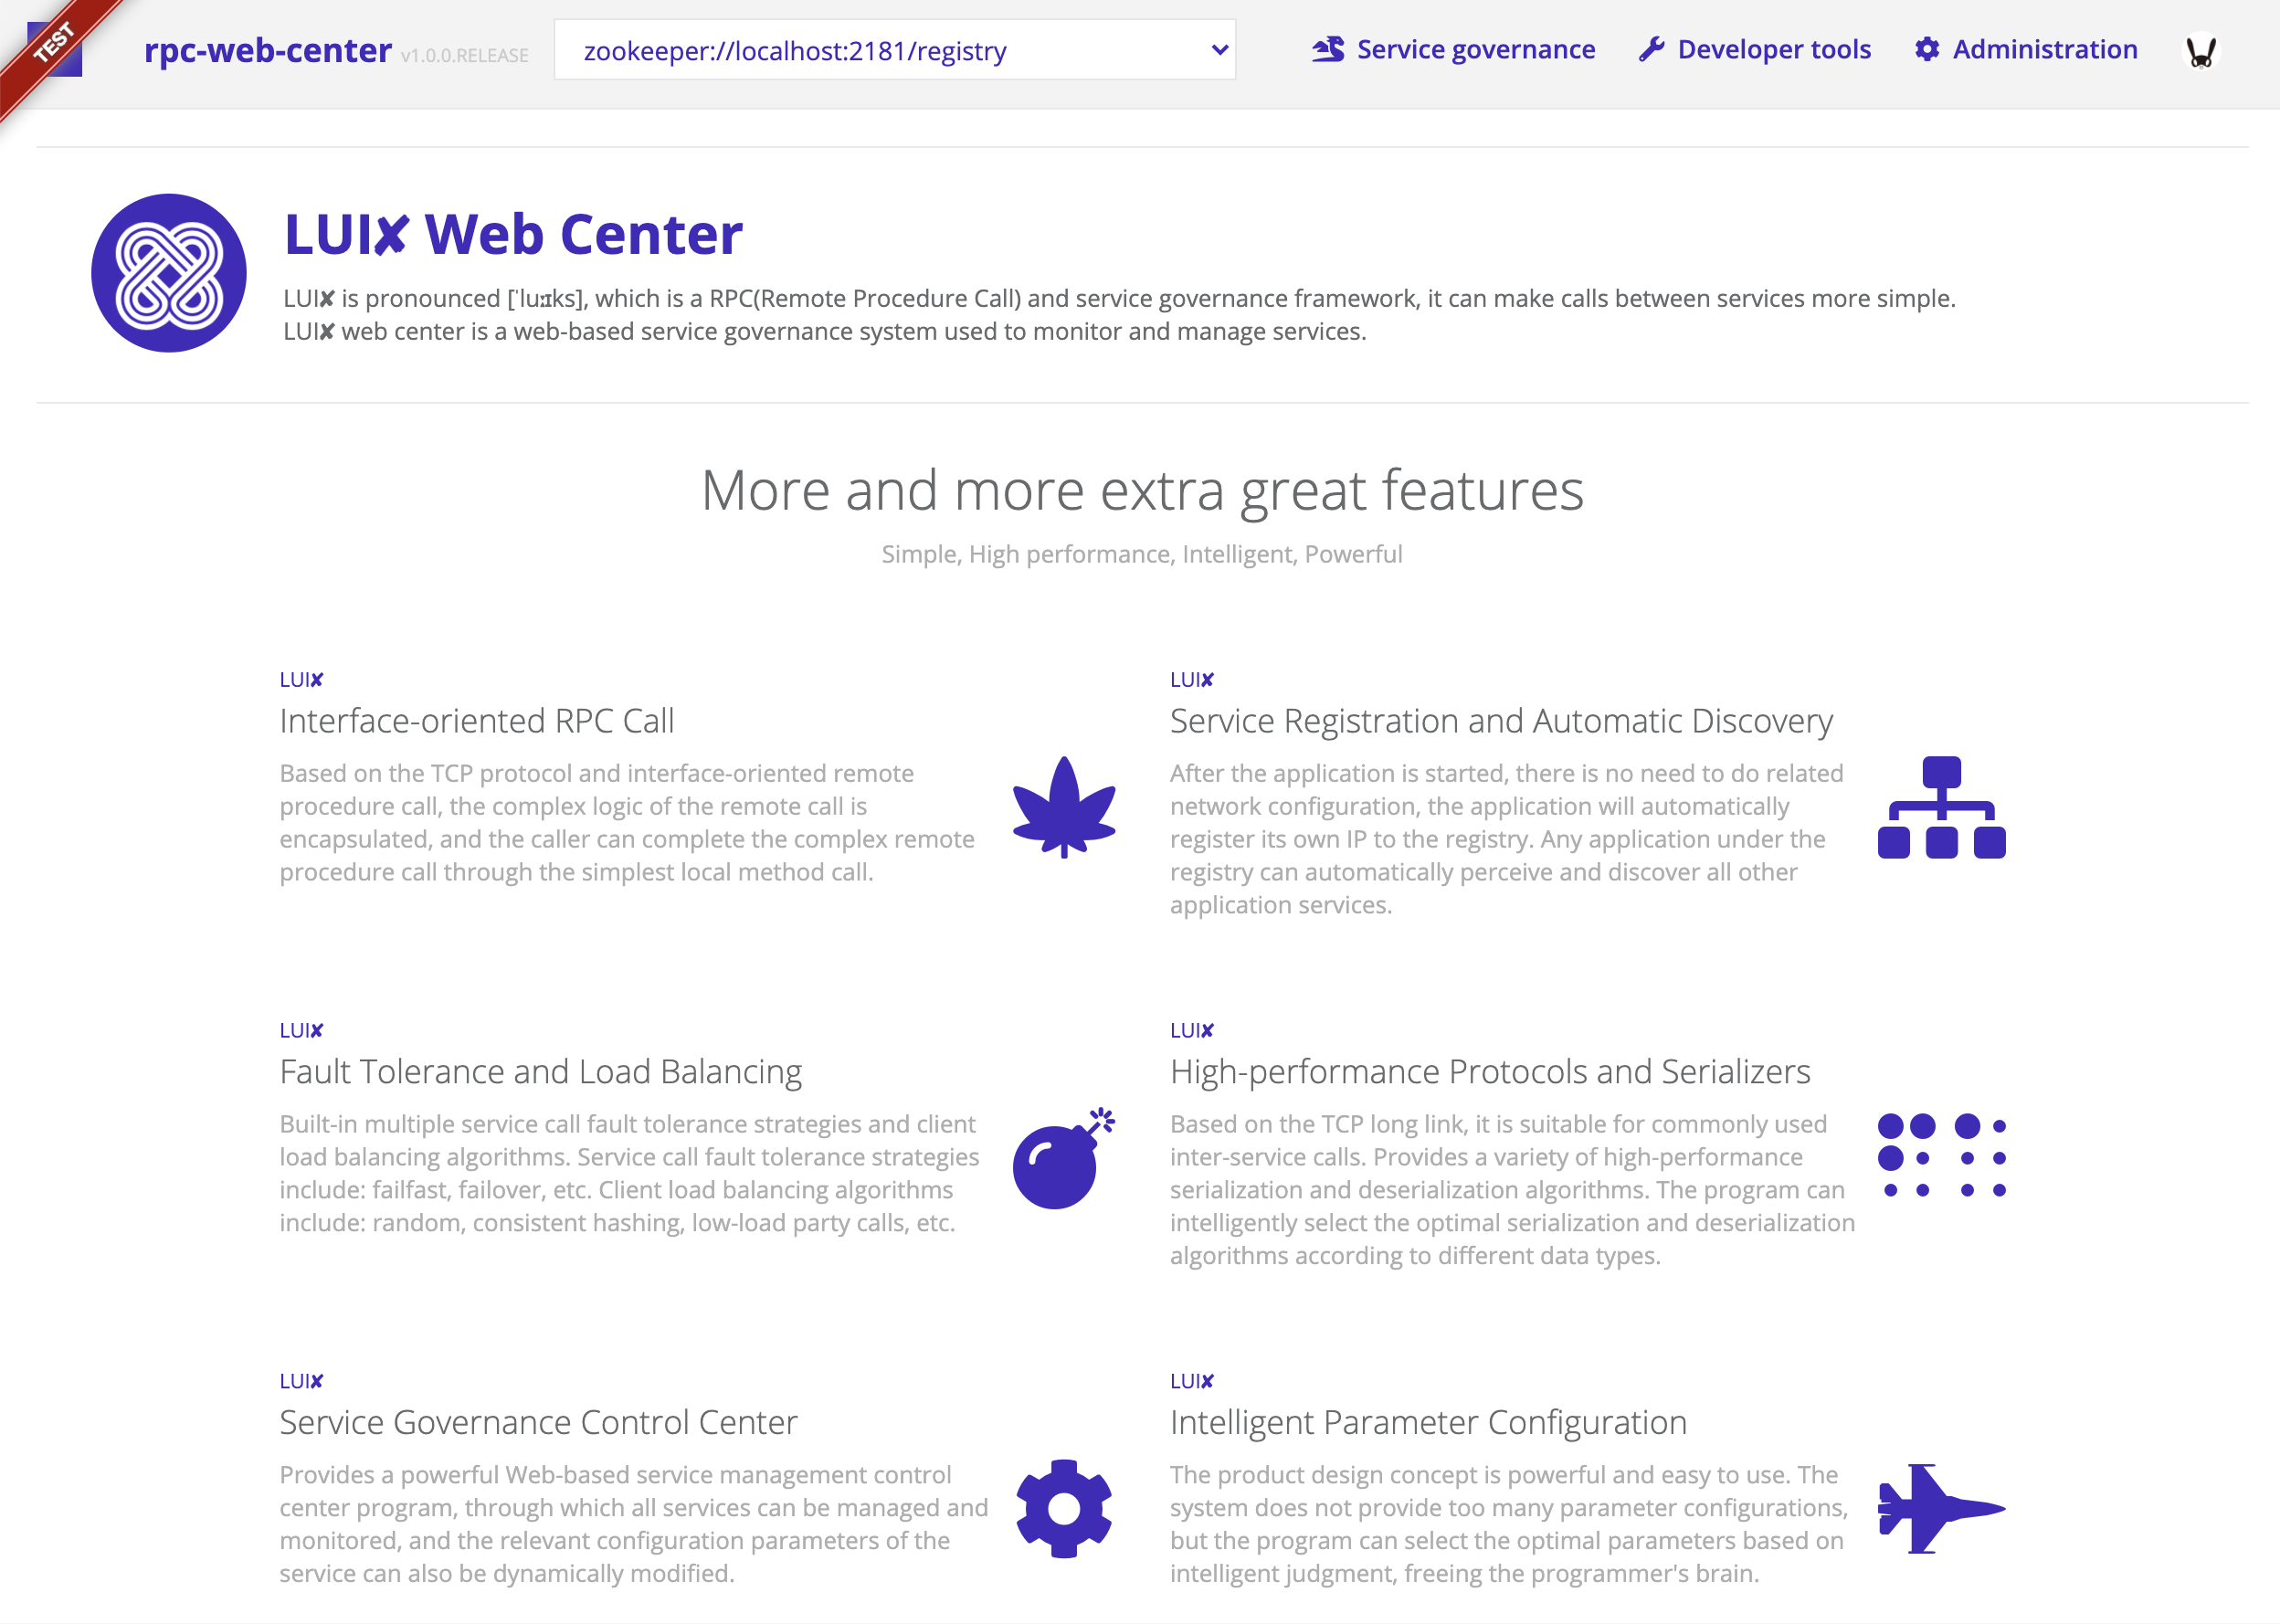 TEST
rpc-web-center v1.0.0.RELEASE
zookeeper://localhost:2181/registry
Service governance
Developer tools
Administration
LUI✘ Web Center
LUI✘ is pronounced [ˈluːɪks], which is a RPC(Remote Procedure Call) and service governance framework, it can make calls between services more simple.
LUI✘ web center is a web-based service governance system used to monitor and manage services.
More and more extra great features
Simple, High performance, Intelligent, Powerful
LUI✘
Interface-oriented RPC Call
Based on the TCP protocol and interface-oriented remote
procedure call, the complex logic of the remote call is
encapsulated, and the caller can complete the complex remote
procedure call through the simplest local method call.
LUI✘
Service Registration and Automatic Discovery
After the application is started, there is no need to do related
network configuration, the application will automatically
register its own IP to the registry. Any application under the
registry can automatically perceive and discover all other
application services.
LUI✘
Fault Tolerance and Load Balancing
Built-in multiple service call fault tolerance strategies and client
load balancing algorithms. Service call fault tolerance strategies
include: failfast, failover, etc. Client load balancing algorithms
include: random, consistent hashing, low-load party calls, etc.
LUI✘
High-performance Protocols and Serializers
Based on the TCP long link, it is suitable for commonly used
inter-service calls. Provides a variety of high-performance
serialization and deserialization algorithms. The program can
intelligently select the optimal serialization and deserialization
algorithms according to different data types.
LUI✘
Service Governance Control Center
Provides a powerful Web-based service management control
center program, through which all services can be managed and
monitored, and the relevant configuration parameters of the
service can also be dynamically modified.
LUI✘
Intelligent Parameter Configuration
The product design concept is powerful and easy to use. The
system does not provide too many parameter configurations,
but the program can select the optimal parameters based on
intelligent judgment, freeing the programmer's brain.